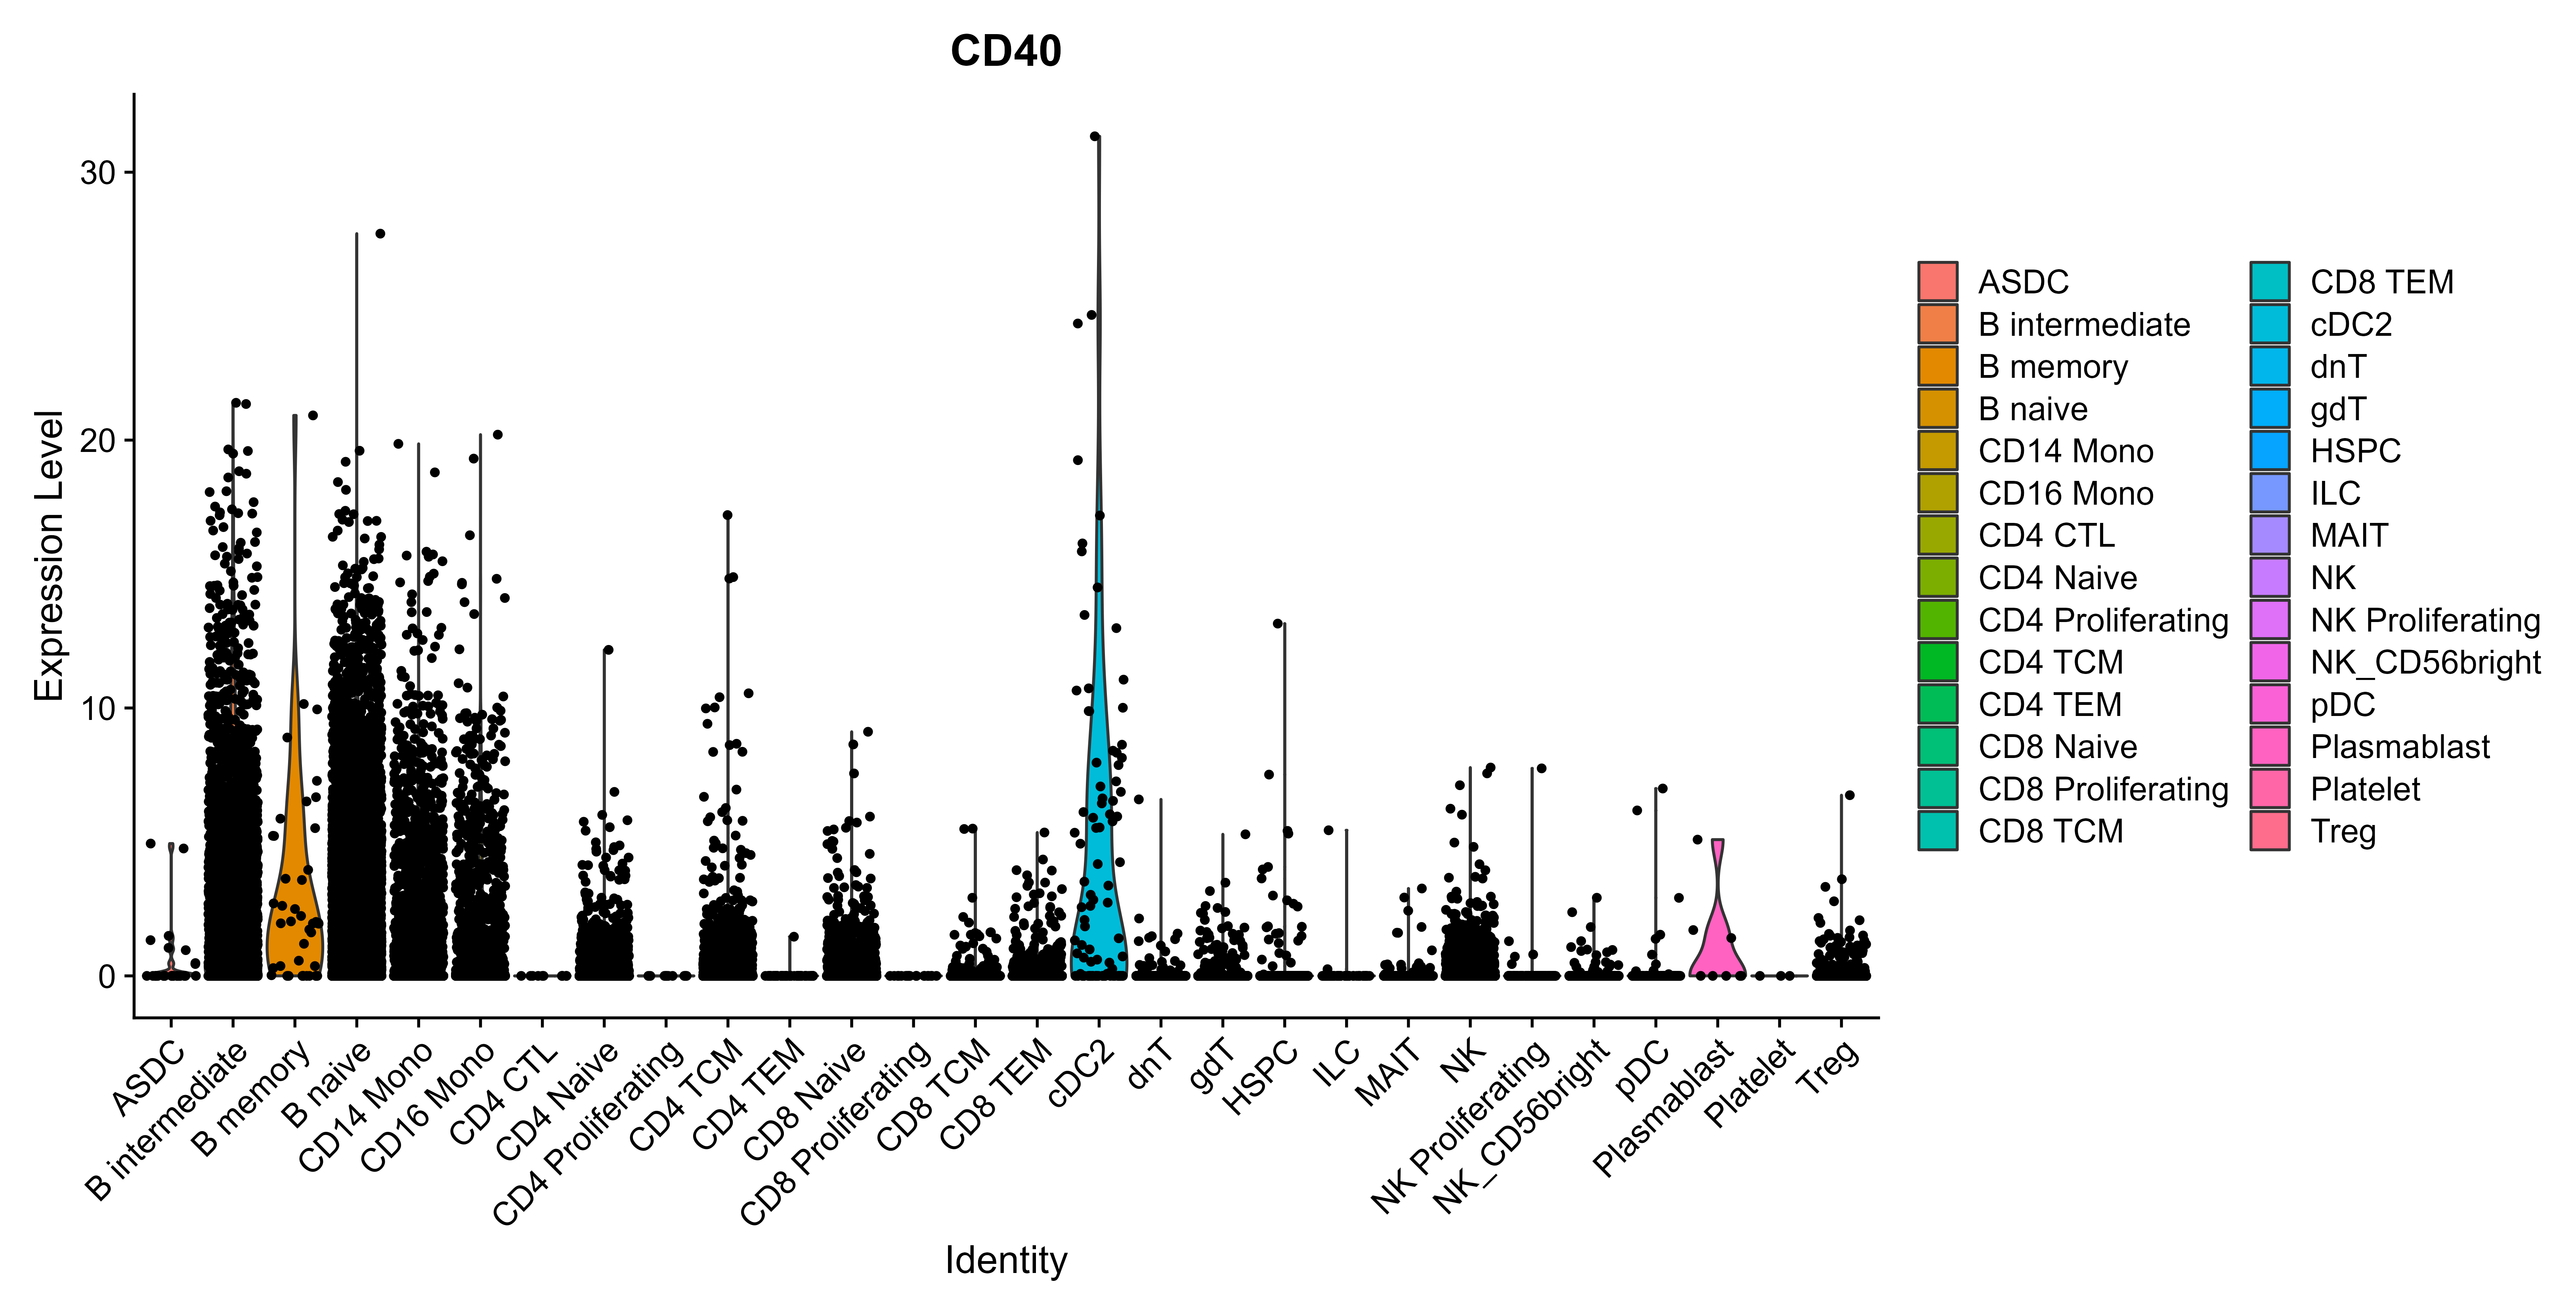 CD40
Expression Level
30
20
10
0
ASDC
B intermediate
B memory
B naive
CD14 Mono
CD16 Mono
CD4 CTL
CD4 Naive
CD4 Proliferating
CD4 TCM
CD4 TEM
CD8 Naive
CD8 Proliferating
CD8 TCM
CD8 TEM
cDC2
dnT
gdT
HSPC
ILC
MAIT
NK
NK Proliferating
NK_CD56bright
pDC
Plasmablast
Platelet
Treg
Identity
ASDC
B intermediate
B memory
B naive
CD14 Mono
CD16 Mono
CD4 CTL
CD4 Naive
CD4 Proliferating
CD4 TCM
CD4 TEM
CD8 Naive
CD8 Proliferating
CD8 TCM
CD8 TEM
cDC2
dnT
gdT
HSPC
ILC
MAIT
NK
NK Proliferating
NK_CD56bright
pDC
Plasmablast
Platelet
Treg